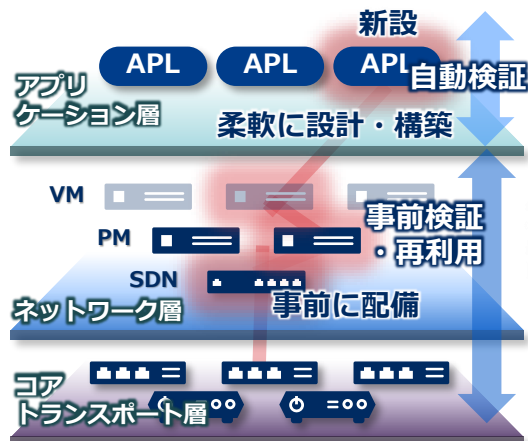 新設
APL
APL
APL
自動検証
アプリ
ケーション層
柔軟に設計・構築
VM
PM
事前検証
・再利用
SDN
事前に配備
ネットワーク層
コア
トランスポート層